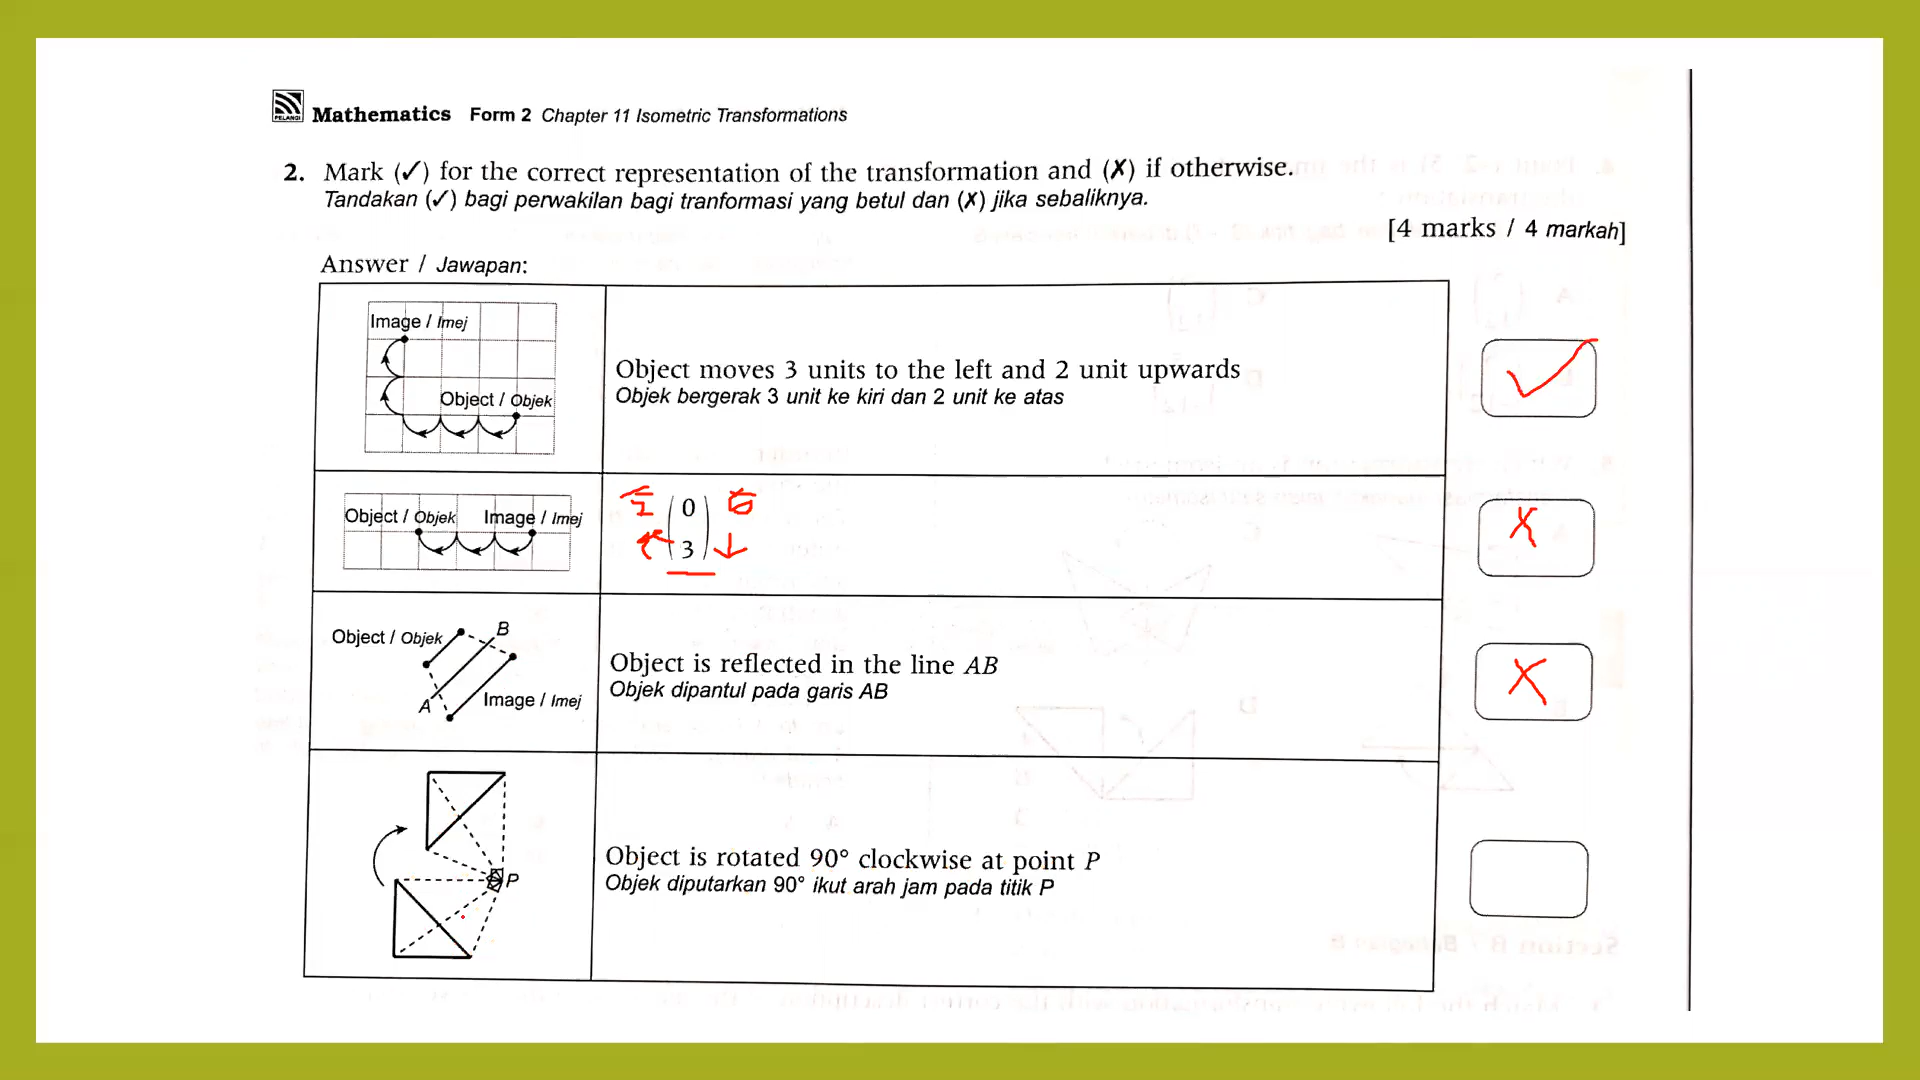 PELANGI
Mathematics Form 2 Chapter 11 Isometric Transformations
2. Mark (✓) for the correct representation of the transformation and (✗) if otherwise.
Tandakan (✓) bagi perwakilan bagi tranformasi yang betul dan (✗) jika sebaliknya.
[4 marks / 4 markah]
Answer / Jawapan:
Image / Imej
Object / Objek
Object moves 3 units to the left and 2 unit upwards
Objek bergerak 3 unit ke kiri dan 2 unit ke atas
✓
Object / Objek Image / Imej
(0
3)
✗
Object / Objek
B
A
Image / Imej
Object is reflected in the line AB
Objek dipantul pada garis AB
✗
P
Object is rotated 90° clockwise at point P
Objek diputarkan 90° ikut arah jam pada titik P